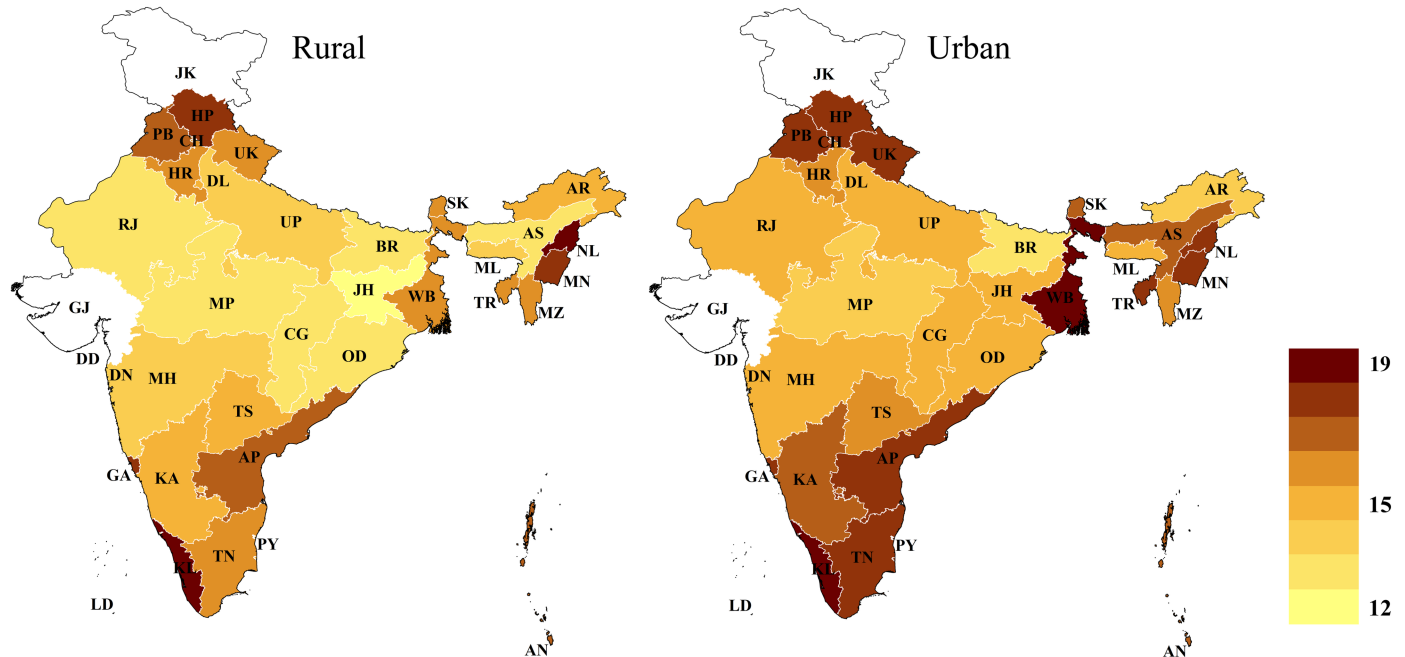 Rural
JK
HP
PB
CH
UK
HR
DL
RJ
UP
SK
AR
BR
AS
NL
ML
MN
JH
WB
TR
MZ
GJ
MP
CG
OD
DD
DN
MH
TS
AP
GA
KA
PY
TN
KL
LD
AN
Urban
JK
HP
PB
CH
UK
HR
DL
RJ
UP
SK
AR
BR
AS
NL
ML
MN
JH
WB
TR
MZ
GJ
MP
CG
OD
DD
DN
MH
TS
AP
GA
KA
PY
TN
KL
LD
AN
19
15
12